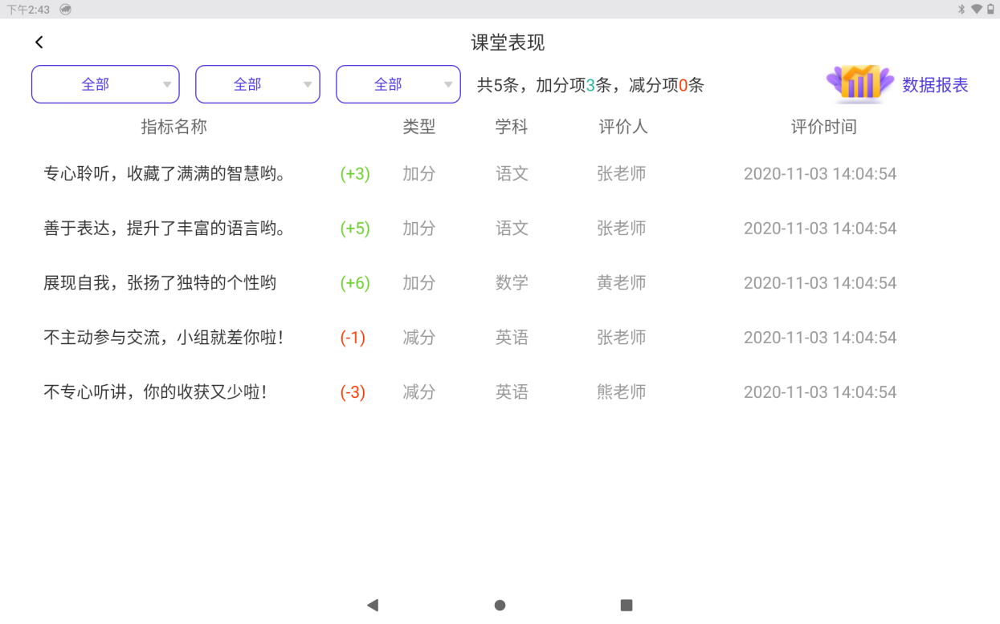 下午2:43
课堂表现
全部 全部 全部 共5条，加分项3条，减分项0条 数据报表
指标名称 类型 学科 评价人 评价时间
专心聆听，收藏了满满的智慧哟。 (+3) 加分 语文 张老师 2020-11-03 14:04:54
善于表达，提升了丰富的语言哟。 (+5) 加分 语文 张老师 2020-11-03 14:04:54
展现自我，张扬了独特的个性哟 (+6) 加分 数学 黄老师 2020-11-03 14:04:54
不主动参与交流，小组就差你啦！ (-1) 减分 英语 张老师 2020-11-03 14:04:54
不专心听讲，你的收获又少啦！ (-3) 减分 英语 熊老师 2020-11-03 14:04:54